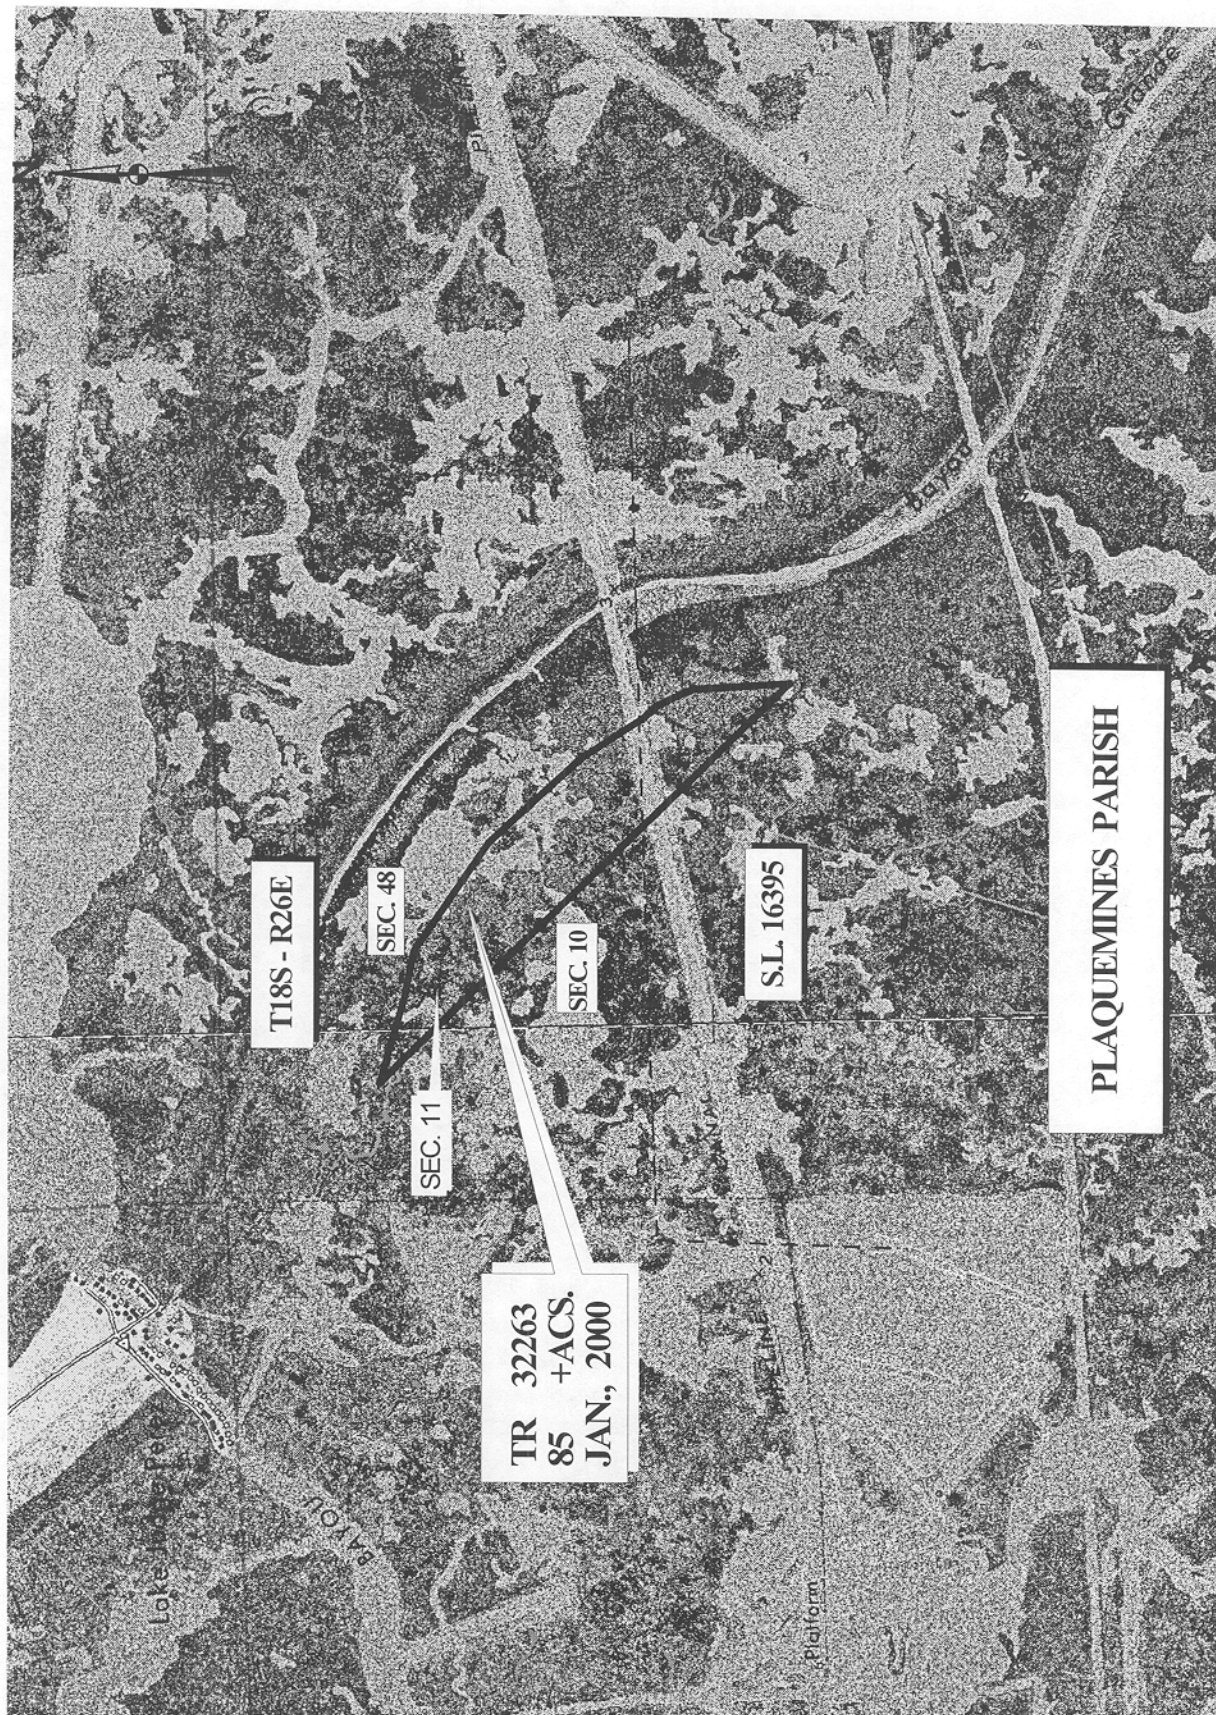 N
Grande
bayou
T18S - R26E
SEC. 48
SEC. 10
SEC. 11
S.L. 16395
TR 32263
85 +ACS.
JAN., 2000
PLAQUEMINES PARISH
Lake
BAYOU
PIPELINE
Platform